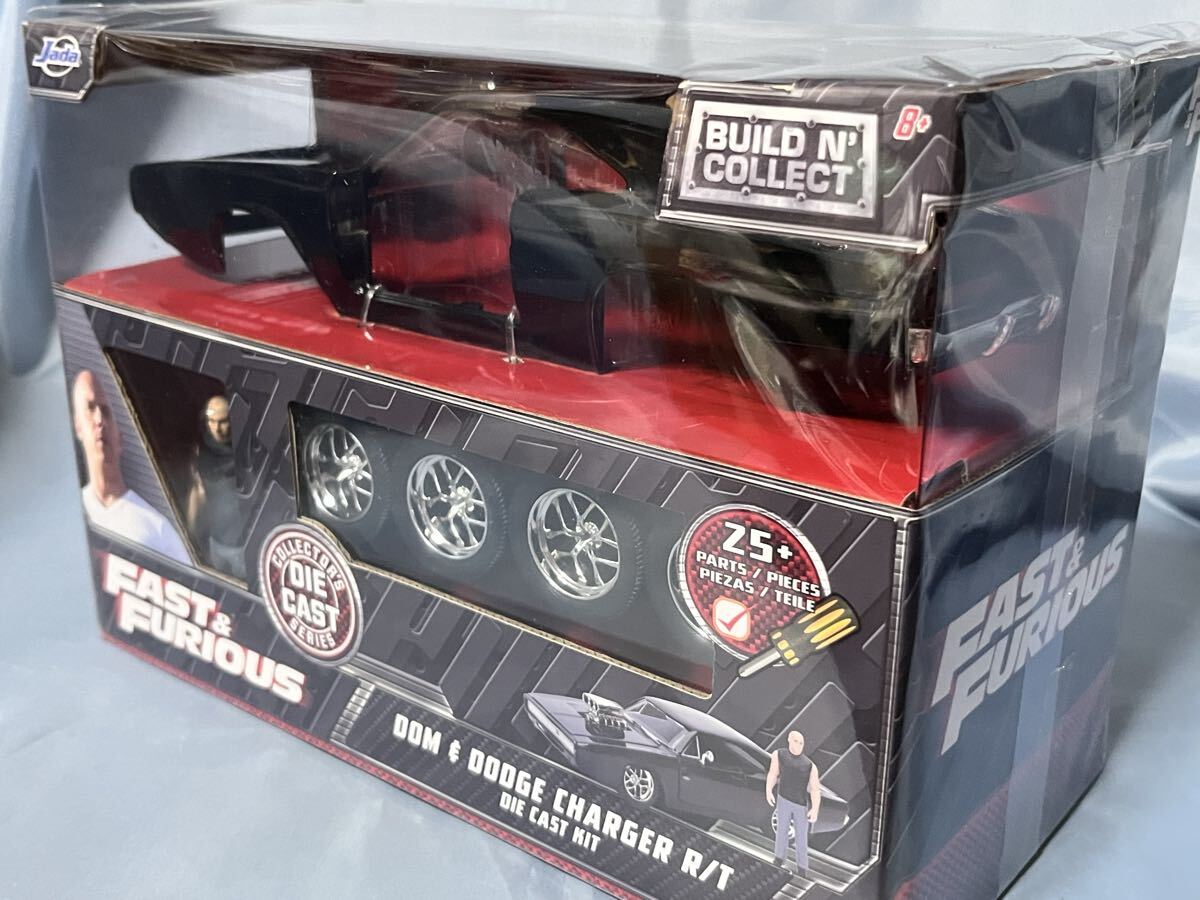 Jada
BUILD N'
COLLECT
8+
25+
PARTS / PIECES
PIEZAS / TEILE
COLLECTOR'S
DIE
CAST
SERIES
FAST &
FURIOUS
DOM & DODGE CHARGER R/T
DIE CAST KIT
FAST &
FURIOUS